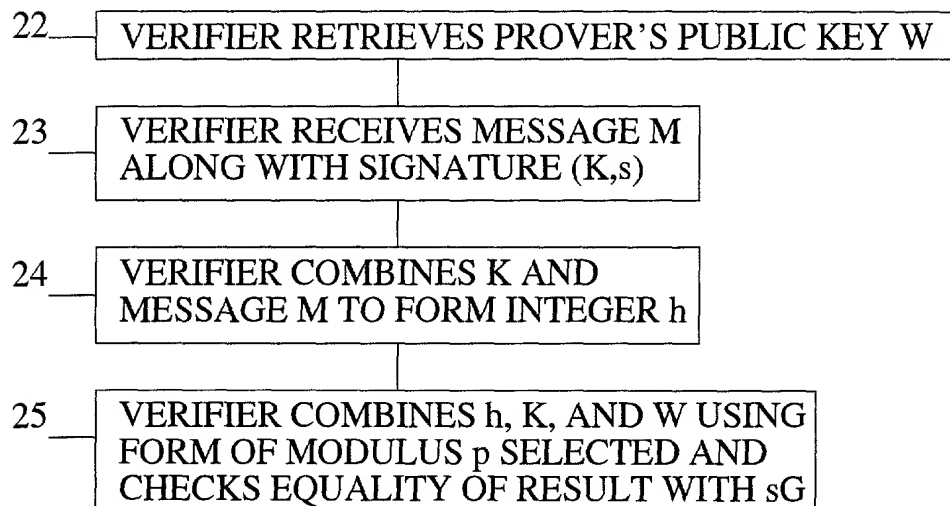 22 VERIFIER RETRIEVES PROVER'S PUBLIC KEY W
23 VERIFIER RECEIVES MESSAGE M
ALONG WITH SIGNATURE (K,s)
24 VERIFIER COMBINES K AND
MESSAGE M TO FORM INTEGER h
25 VERIFIER COMBINES h, K, AND W USING
FORM OF MODULUS p SELECTED AND
CHECKS EQUALITY OF RESULT WITH sG